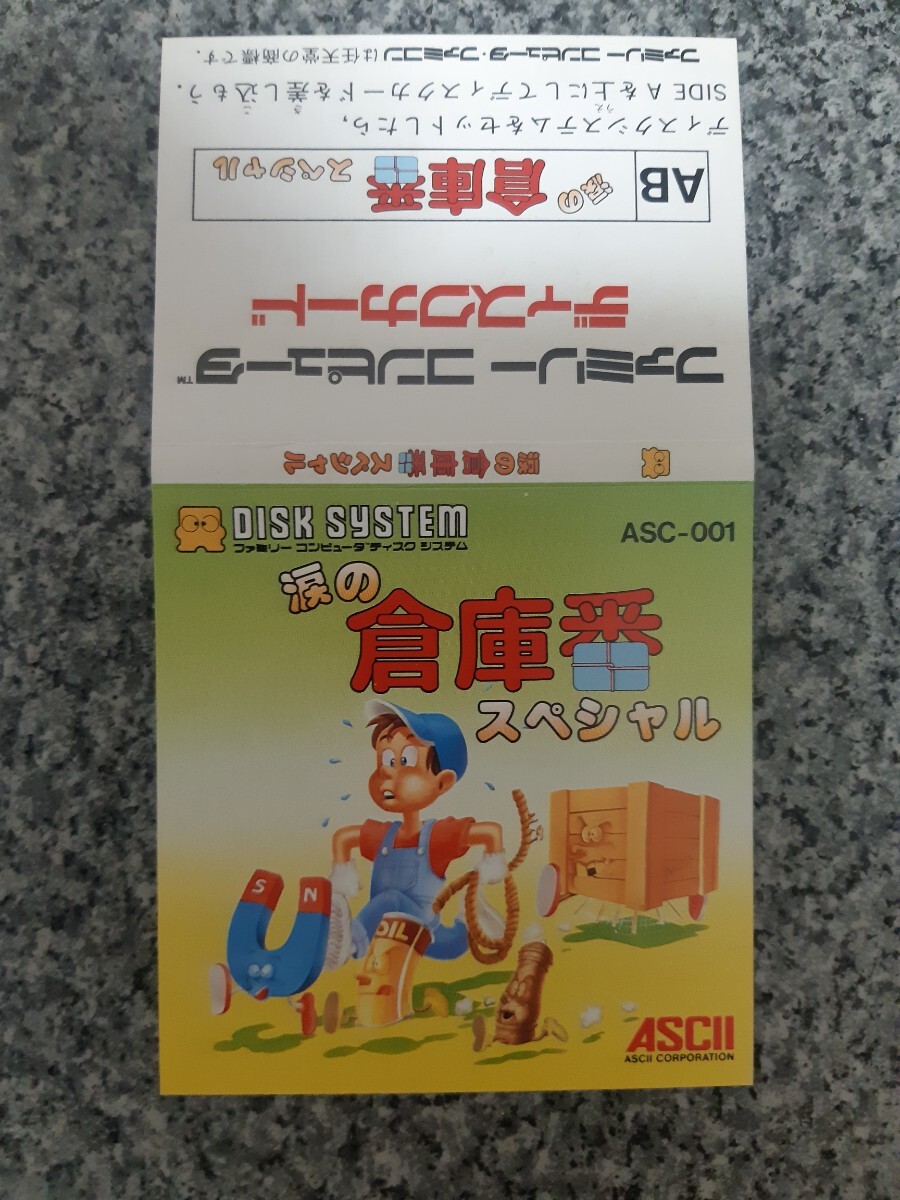 ファミリー コンピュータ™
ディスクカード
AB 涙の倉庫番スペシャル
ディスクシステムをセットしたら,
SIDE Aを上にしてディスクカードを差し込もう.
うえ さ こ
ファミリー コンピュータ・ファミコンは任天堂の商標です.
涙の倉庫番スペシャル
DISK SYSTEM
ファミリー コンピュータ ディスク システム
ASC-001
涙の
倉庫番
スペシャル
S N
OIL
ASCII
ASCII CORPORATION